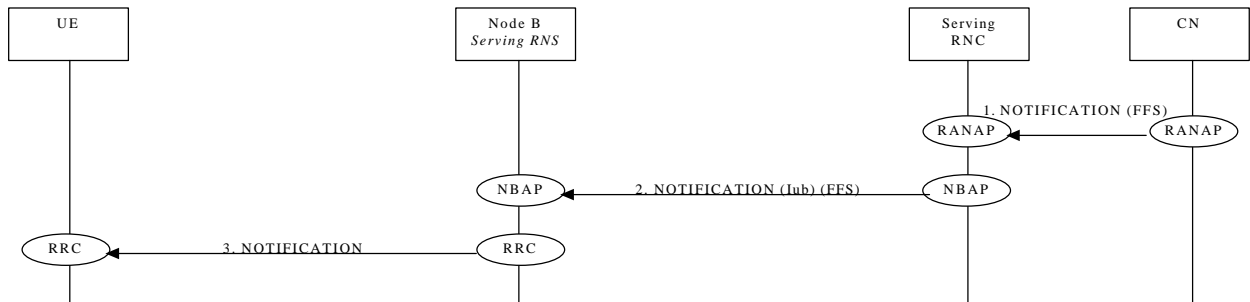 UE
Node B
Serving RNS
Serving
RNC
CN
1. NOTIFICATION (FFS)
RANAP
RANAP
NBAP
2. NOTIFICATION (Iub) (FFS)
NBAP
RRC
3. NOTIFICATION
RRC